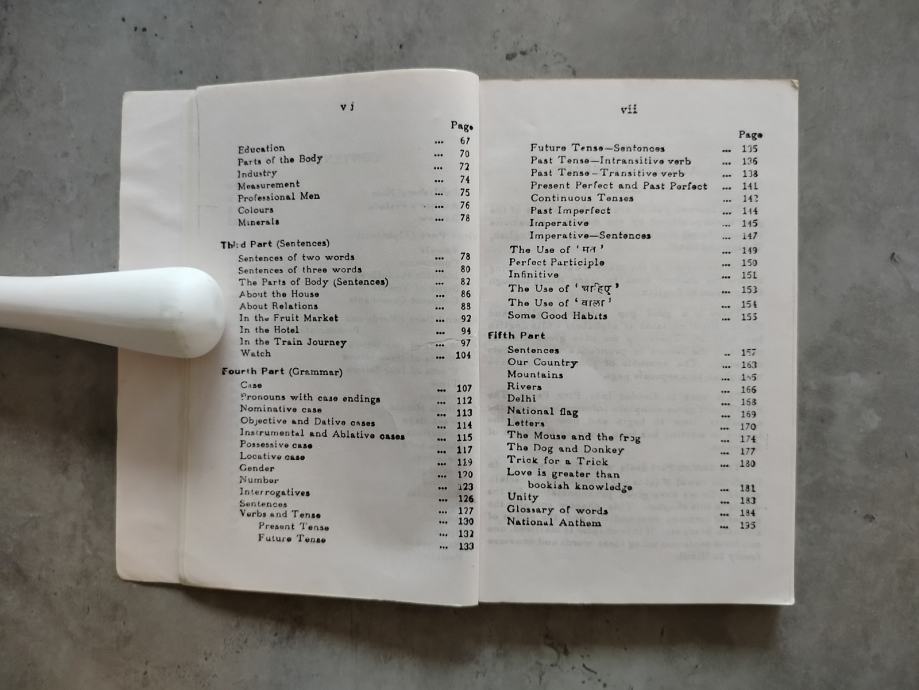 vi
Page
Education ... 67
Parts of the Body ... 70
Industry ... 72
Measurement ... 74
Professional Men ... 75
Colours ... 76
Minerals ... 78
Third Part (Sentences)
Sentences of two words ... 78
Sentences of three words ... 80
The Parts of Body (Sentences) ... 82
About the House ... 86
About Relations ... 88
In the Fruit Market ... 92
In the Hotel ... 94
In the Train Journey ... 97
Watch ... 104
Fourth Part (Grammar)
Case ... 107
Pronouns with case endings ... 112
Nominative case ... 113
Objective and Dative cases ... 114
Instrumental and Ablative cases ... 115
Possessive case ... 117
Locative case ... 119
Gender ... 120
Number ... 123
Interrogatives ... 126
Sentences ... 127
Verbs and Tense ... 130
Present Tense ... 132
Future Tense ... 133
vii
Page
Future Tense—Sentences ... 135
Past Tense—Intransitive verb ... 136
Past Tense—Transitive verb ... 138
Present Perfect and Past Perfect ... 141
Continuous Tenses ... 142
Past Imperfect ... 144
Imperative ... 145
Imperative—Sentences ... 147
The Use of ‘मत’ ... 149
Perfect Participle ... 150
Infinitive ... 151
The Use of ‘चाहिए’ ... 153
The Use of ‘वाला’ ... 154
Some Good Habits ... 155
Fifth Part
Sentences .. 157
Our Country ... 163
Mountains ... 165
Rivers ... 166
Delhi ... 168
National flag ... 169
Letters ... 170
The Mouse and the frog ... 174
The Dog and Donkey ... 177
Trick for a Trick ... 180
Love is greater than
bookish knowledge ... 181
Unity ... 183
Glossary of words ... 184
National Anthem ... 195